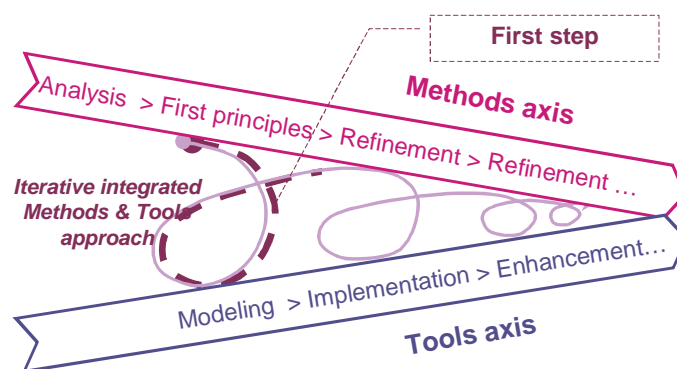 First step
Methods axis
Analysis > First principles > Refinement > Refinement …
Iterative integrated
Methods & Tools
approach
Modeling > Implementation > Enhancement…
Tools axis